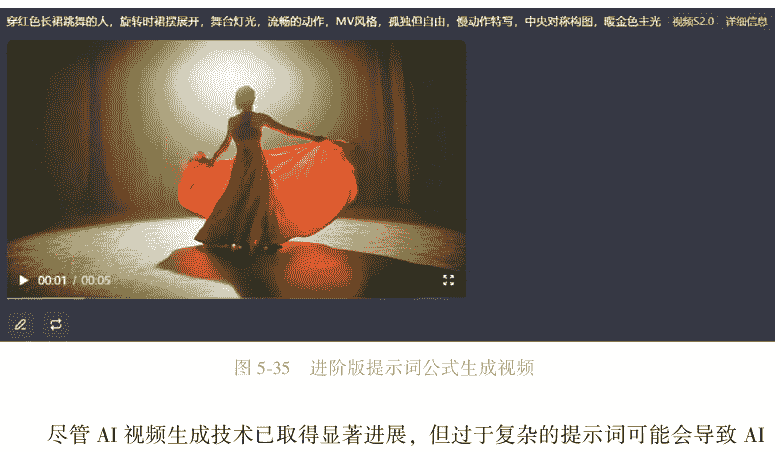 穿红色长裙跳舞的人，旋转时裙摆展开，舞台灯光，流畅的动作，MV风格，孤独但自由，慢动作特写，中央对称构图，暖金色主光 视频S2.0 详细信息
00:01 / 00:05
图 5-35 进阶版提示词公式生成视频
尽管 AI 视频生成技术已取得显著进展，但过于复杂的提示词可能会导致 AI